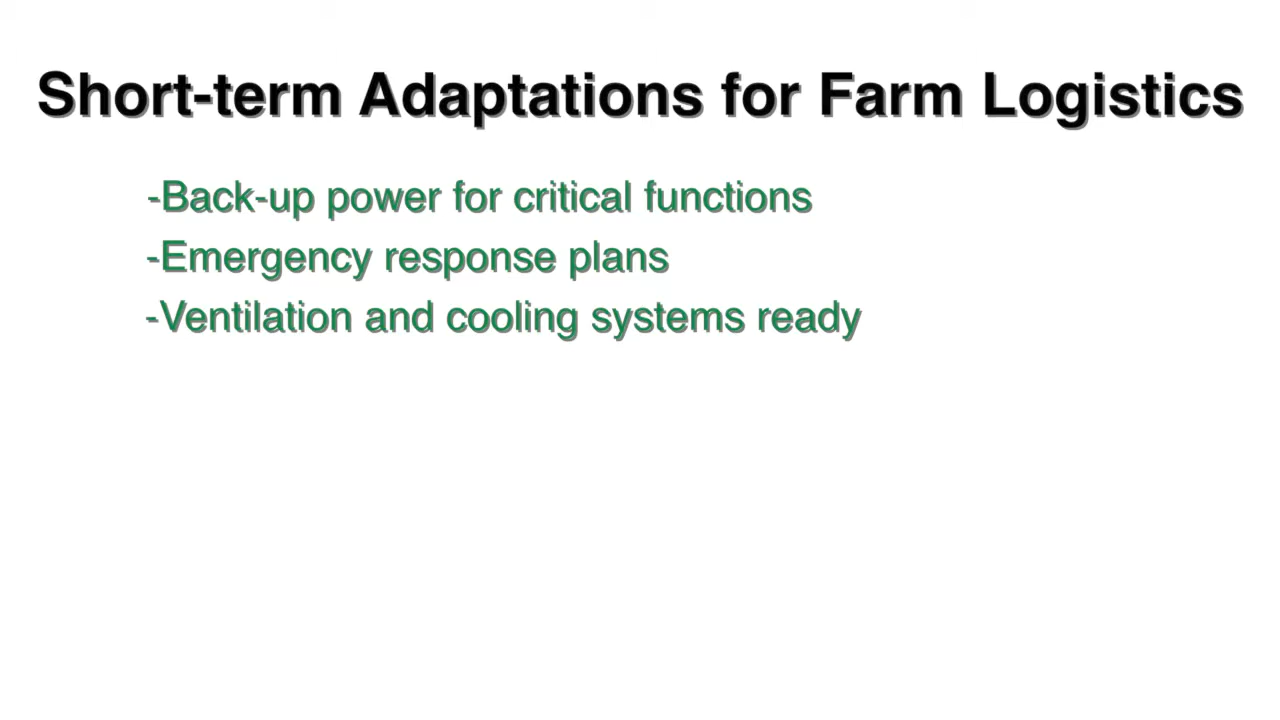 Short-term Adaptations for Farm Logistics
-Back-up power for critical functions
-Emergency response plans
-Ventilation and cooling systems ready